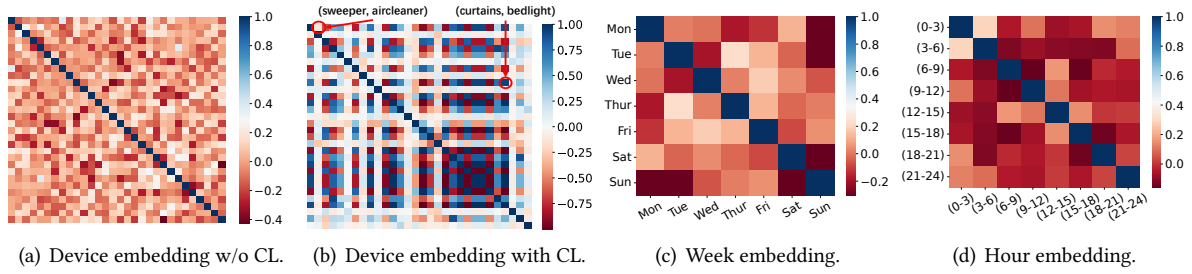 1.0
0.8
0.6
0.4
0.2
0.0
−0.2
−0.4
(a) Device embedding w/o CL.
(sweeper, aircleaner) (curtains, bedlight)
1.00
0.75
0.50
0.25
0.00
−0.25
−0.50
−0.75
(b) Device embedding with CL.
Mon
Tue
Wed
Thur
Fri
Sat
Sun
Mon Tue Wed Thur Fri Sat Sun
1.0
0.8
0.6
0.4
0.2
0.0
−0.2
(c) Week embedding.
(0-3)
(3-6)
(6-9)
(9-12)
(12-15)
(15-18)
(18-21)
(21-24)
(0-3) (3-6) (6-9) (9-12) (12-15) (15-18) (18-21) (21-24)
1.0
0.8
0.6
0.4
0.2
0.0
(d) Hour embedding.